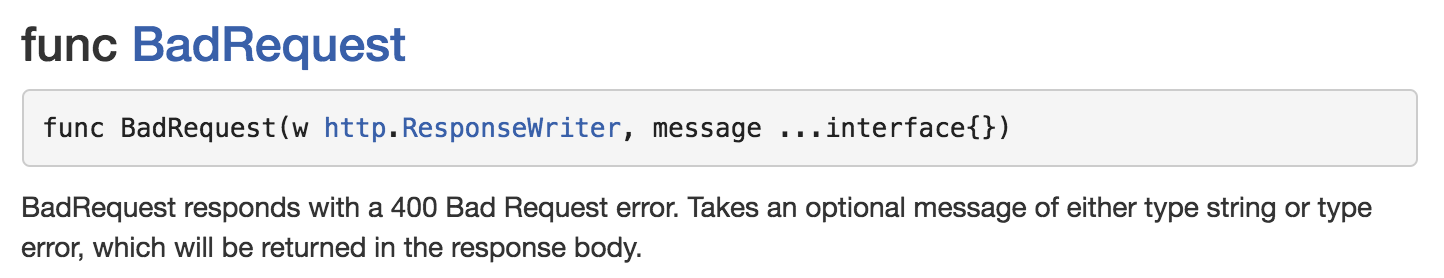 func BadRequest
func BadRequest(w http.ResponseWriter, message ...interface{})
BadRequest responds with a 400 Bad Request error. Takes an optional message of either type string or type
error, which will be returned in the response body.